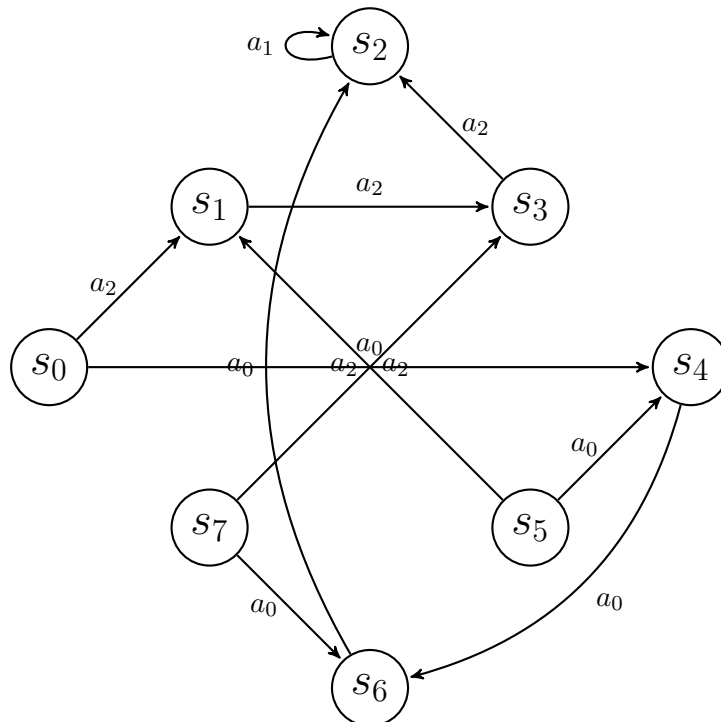 s₂
a₁
a₂
s₁
a₂
s₃
a₂
a₀
s₀
a₀
a₂
a₂
s₄
a₀
s₇
s₅
a₀
a₀
s₆